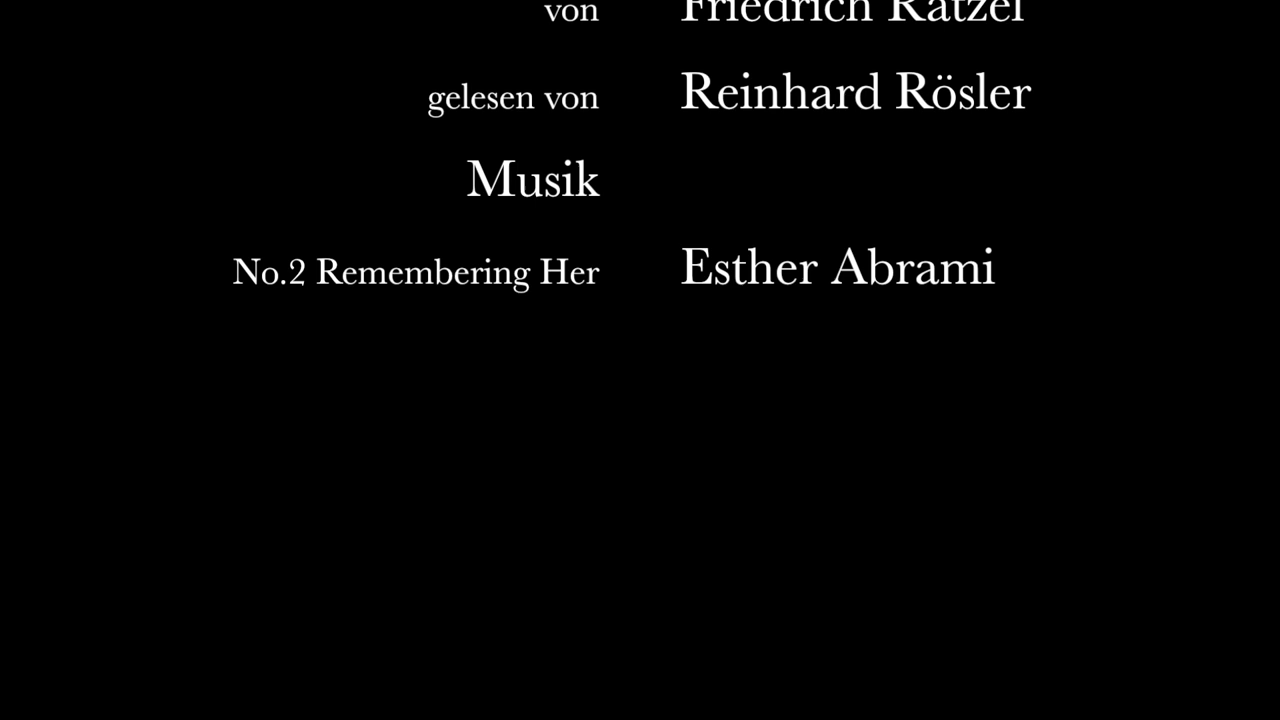 von Friedrich Ratzel
gelesen von Reinhard Rösler
Musik
No.2 Remembering Her Esther Abrami